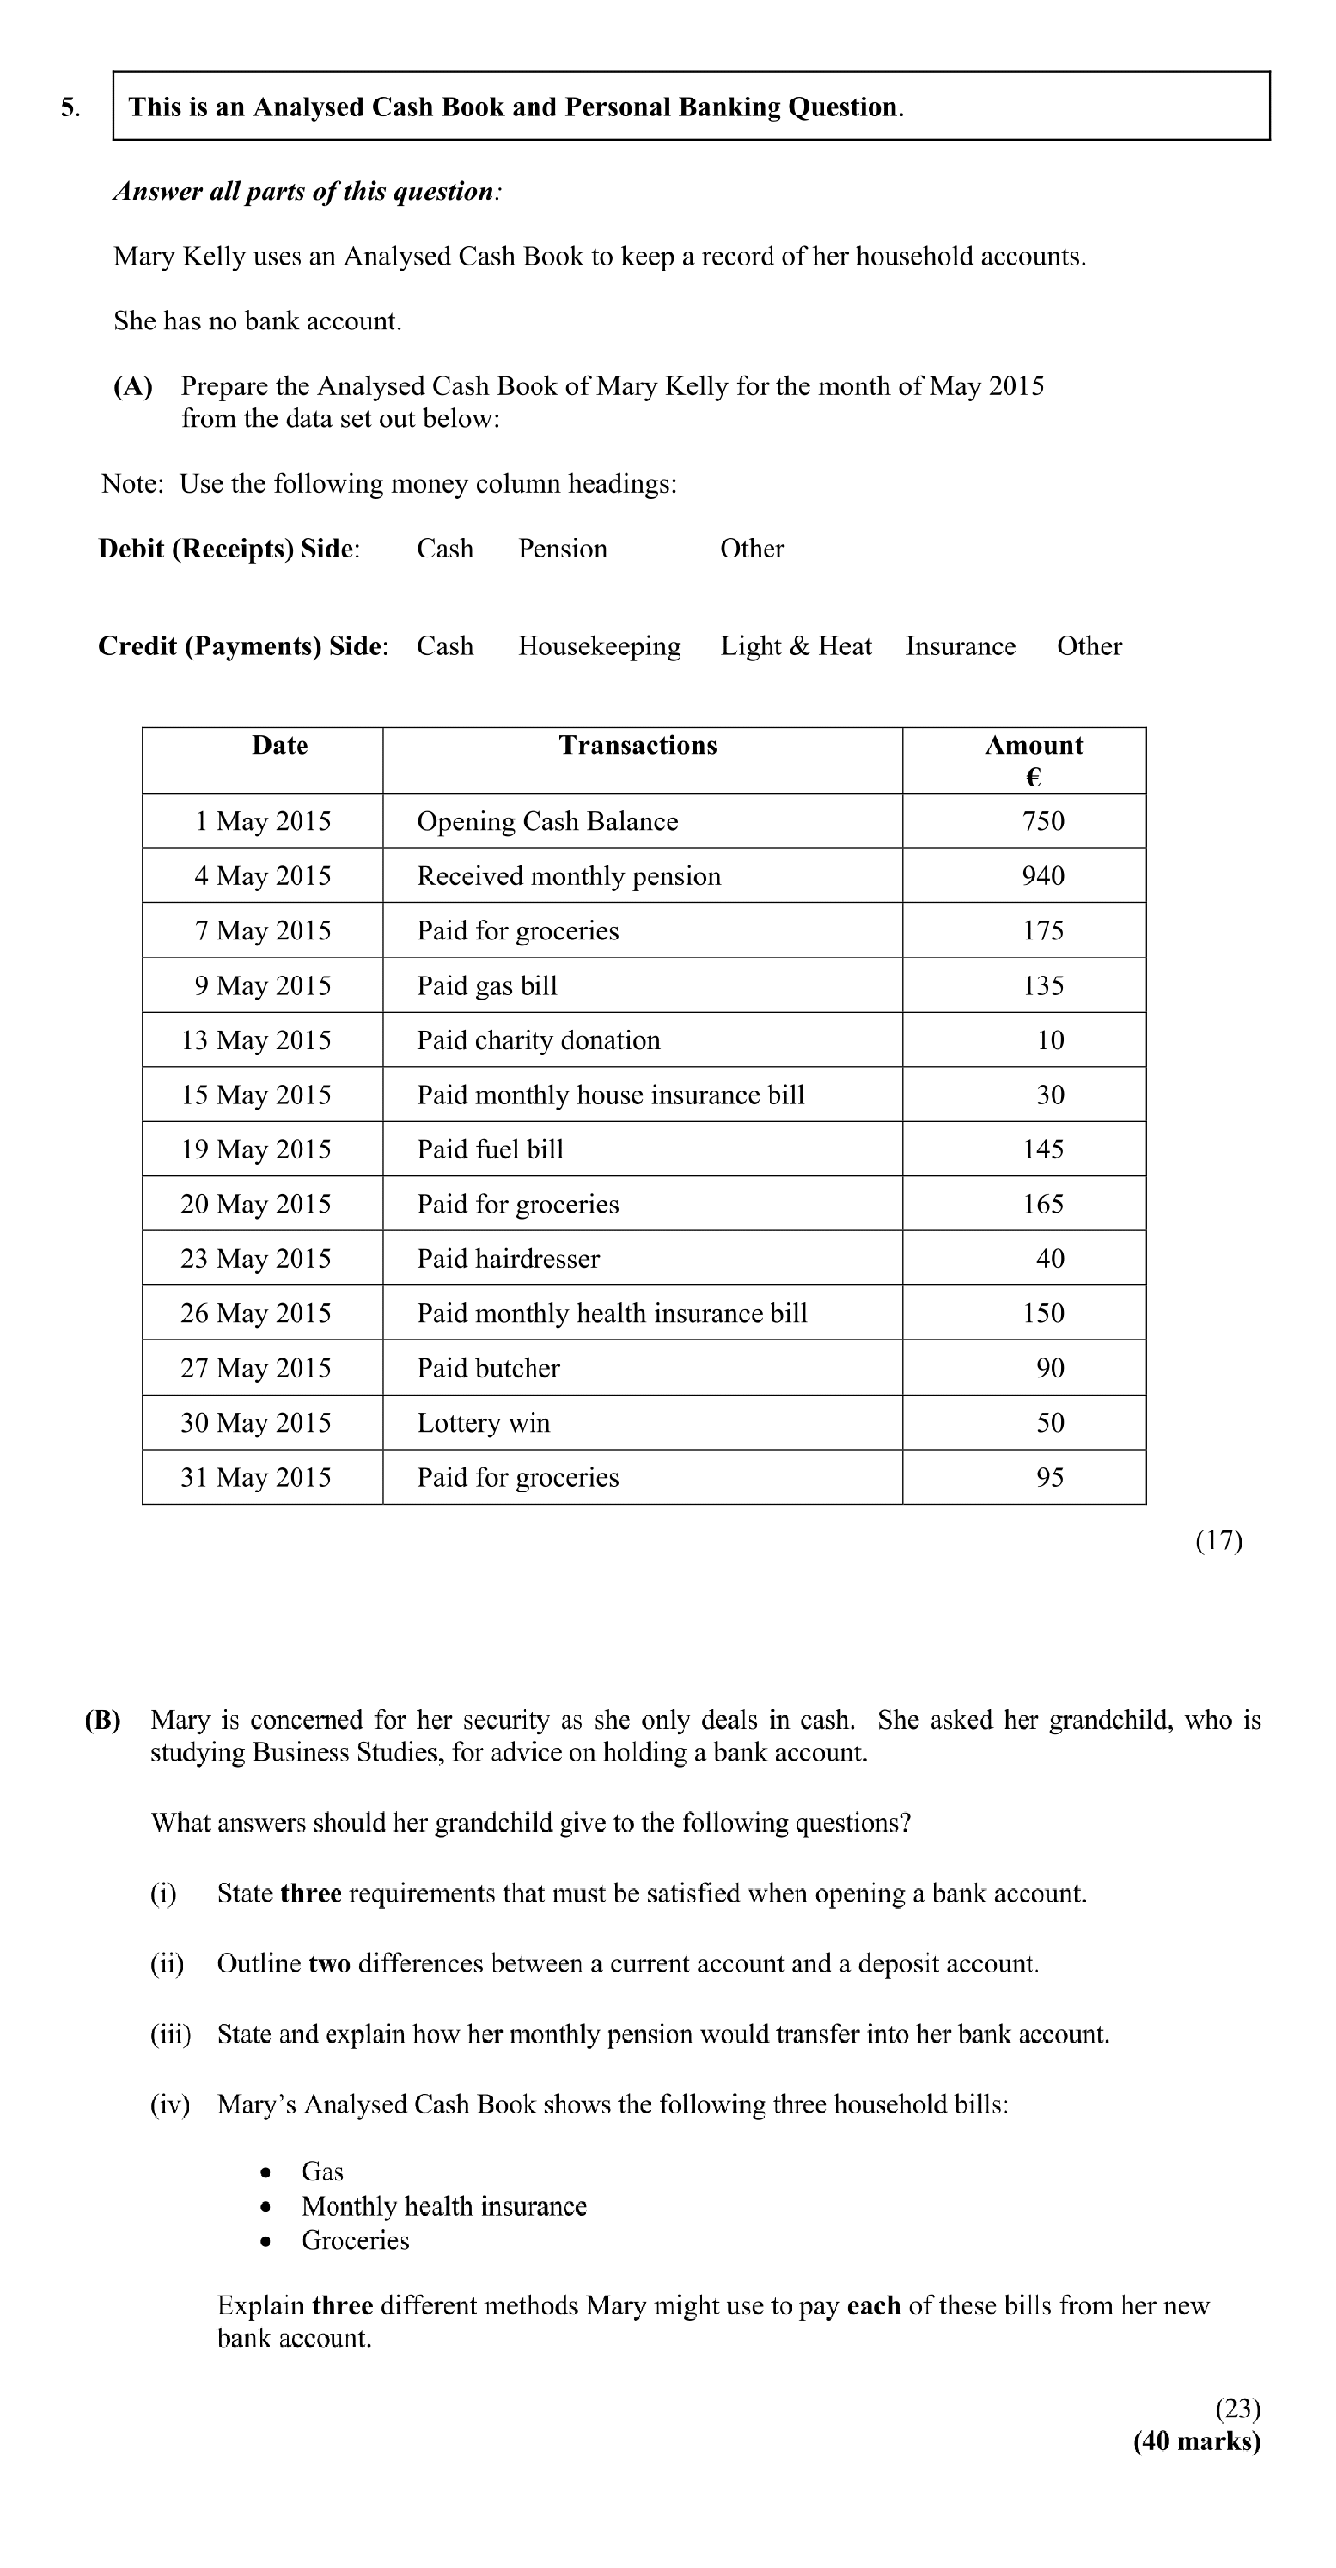 5. This is an Analysed Cash Book and Personal Banking Question.
Answer all parts of this question:
Mary Kelly uses an Analysed Cash Book to keep a record of her household accounts.
She has no bank account.
(A) Prepare the Analysed Cash Book of Mary Kelly for the month of May 2015
from the data set out below:
Note: Use the following money column headings:
Debit (Receipts) Side: Cash Pension Other
Credit (Payments) Side: Cash Housekeeping Light & Heat Insurance Other
Date Transactions Amount
€
1 May 2015 Opening Cash Balance 750
4 May 2015 Received monthly pension 940
7 May 2015 Paid for groceries 175
9 May 2015 Paid gas bill 135
13 May 2015 Paid charity donation 10
15 May 2015 Paid monthly house insurance bill 30
19 May 2015 Paid fuel bill 145
20 May 2015 Paid for groceries 165
23 May 2015 Paid hairdresser 40
26 May 2015 Paid monthly health insurance bill 150
27 May 2015 Paid butcher 90
30 May 2015 Lottery win 50
31 May 2015 Paid for groceries 95
(17)
(B) Mary is concerned for her security as she only deals in cash. She asked her grandchild, who is
studying Business Studies, for advice on holding a bank account.
What answers should her grandchild give to the following questions?
(i) State three requirements that must be satisfied when opening a bank account.
(ii) Outline two differences between a current account and a deposit account.
(iii) State and explain how her monthly pension would transfer into her bank account.
(iv) Mary’s Analysed Cash Book shows the following three household bills:
• Gas
• Monthly health insurance
• Groceries
Explain three different methods Mary might use to pay each of these bills from her new
bank account.
(23)
(40 marks)